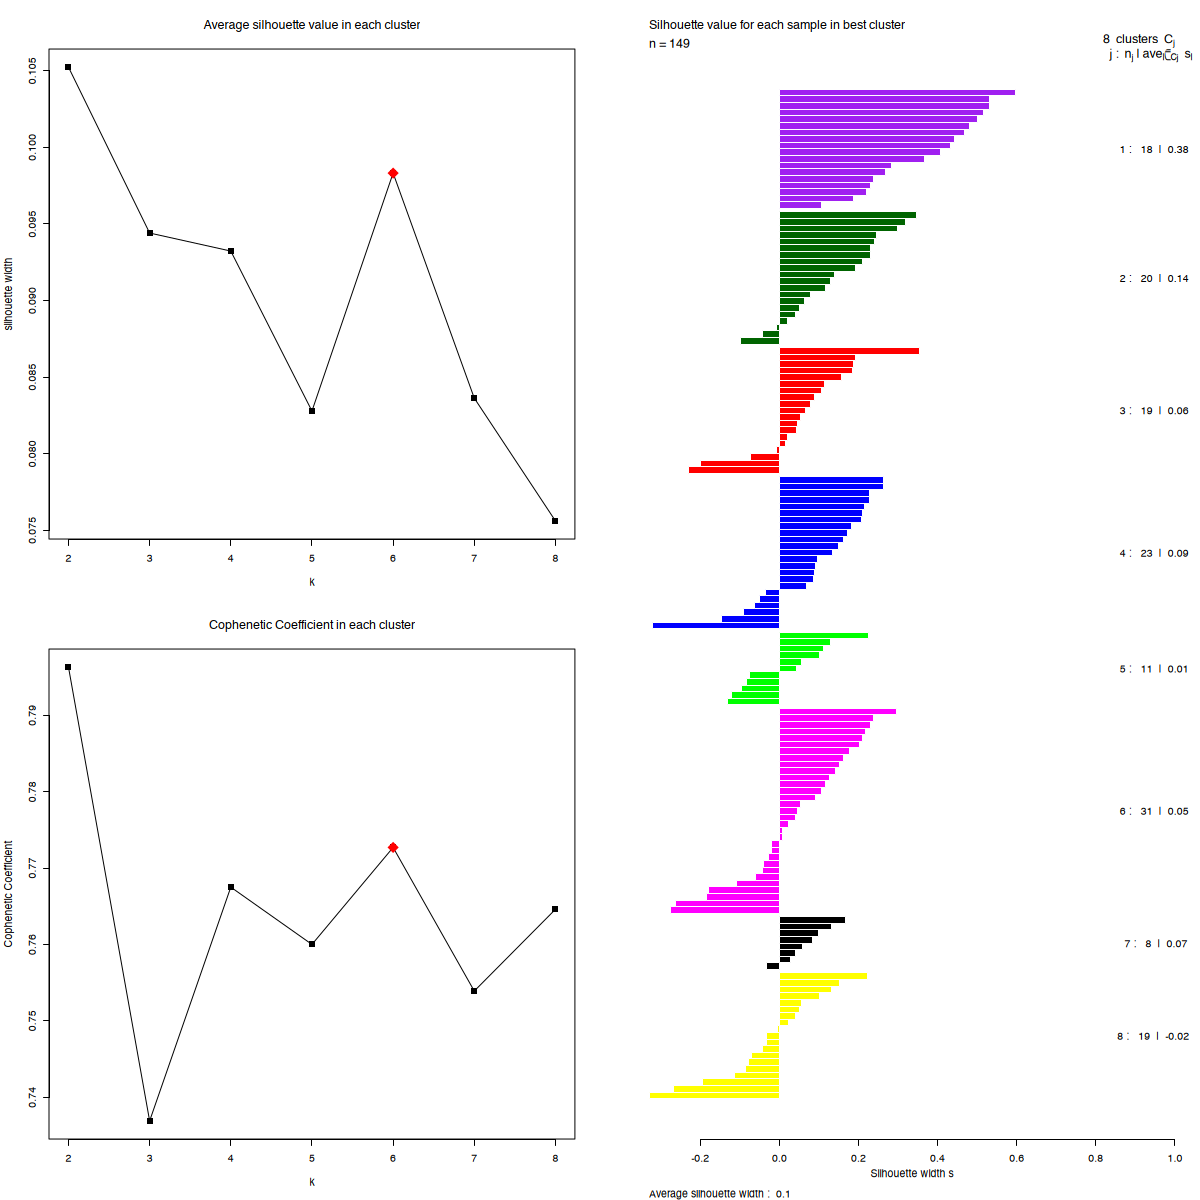 Average silhouette value in each cluster
silhouette width
0.105
0.100
0.095
0.090
0.085
0.080
0.075
2 3 4 5 6 7 8
k
Cophenetic Coefficient in each cluster
Cophenetic Coefficient
0.79
0.78
0.77
0.76
0.75
0.74
2 3 4 5 6 7 8
k
Silhouette value for each sample in best cluster
n = 149
8 clusters Cj
j : nj | ave i∈Cj si
1 : 18 | 0.38
2 : 20 | 0.14
3 : 19 | 0.06
4 : 23 | 0.09
5 : 11 | 0.01
6 : 31 | 0.05
7 : 8 | 0.07
8 : 19 | -0.02
-0.2 0.0 0.2 0.4 0.6 0.8 1.0
Silhouette width s
Average silhouette width : 0.1